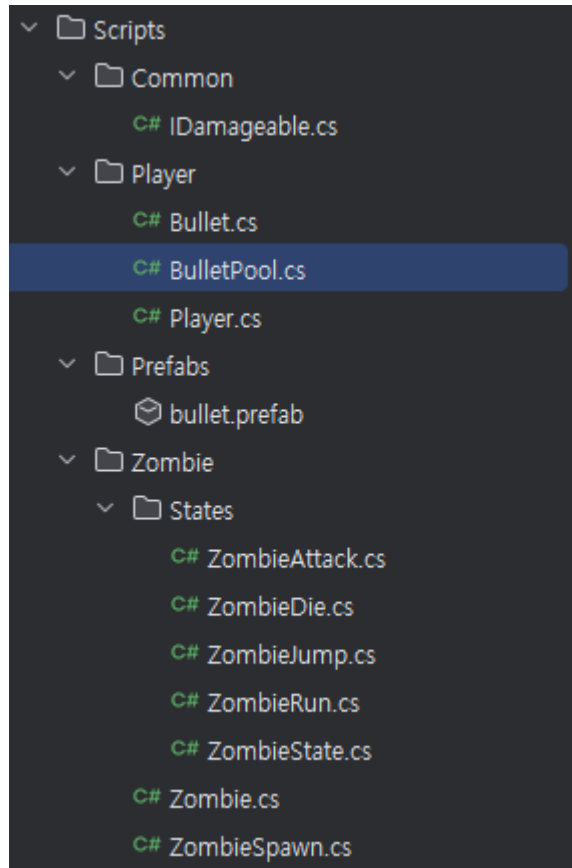 Scripts
Common
C# IDamageable.cs
Player
C# Bullet.cs
C# BulletPool.cs
C# Player.cs
Prefabs
bullet.prefab
Zombie
States
C# ZombieAttack.cs
C# ZombieDie.cs
C# ZombieJump.cs
C# ZombieRun.cs
C# ZombieState.cs
C# Zombie.cs
C# ZombieSpawn.cs